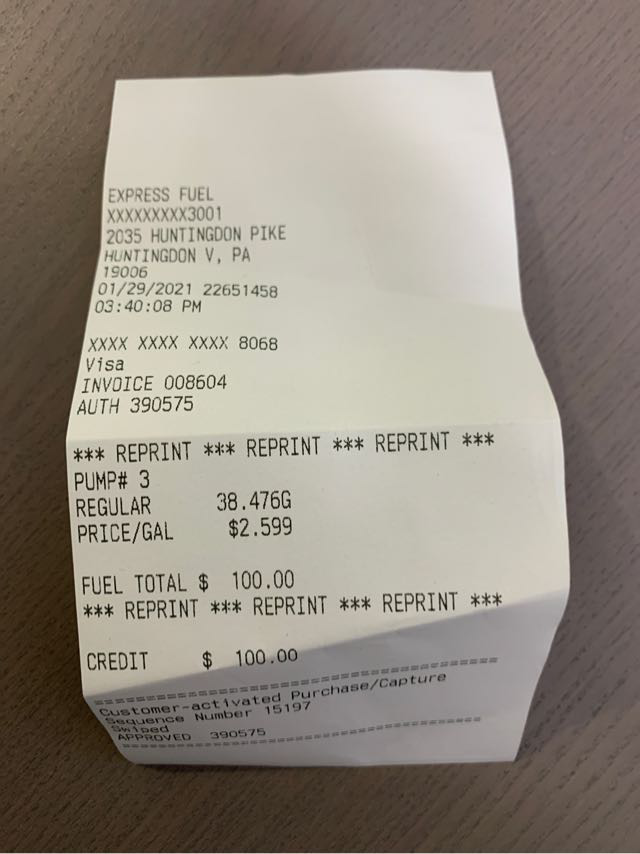 EXPRESS FUEL
XXXXXXXXX3001
2035 HUNTINGDON PIKE
HUNTINGDON V, PA
19006
01/29/2021 22651458
03:40:08 PM
XXXX XXXX XXXX 8068
Visa
INVOICE 008604
AUTH 390575
*** REPRINT *** REPRINT *** REPRINT ***
PUMP# 3
REGULAR 38.476G
PRICE/GAL $2.599
FUEL TOTAL $ 100.00
*** REPRINT *** REPRINT *** REPRINT ***
CREDIT $ 100.00
=======================================
Customer-activated Purchase/Capture
Sequence Number 15197
Swiped
APPROVED 390575
=======================================